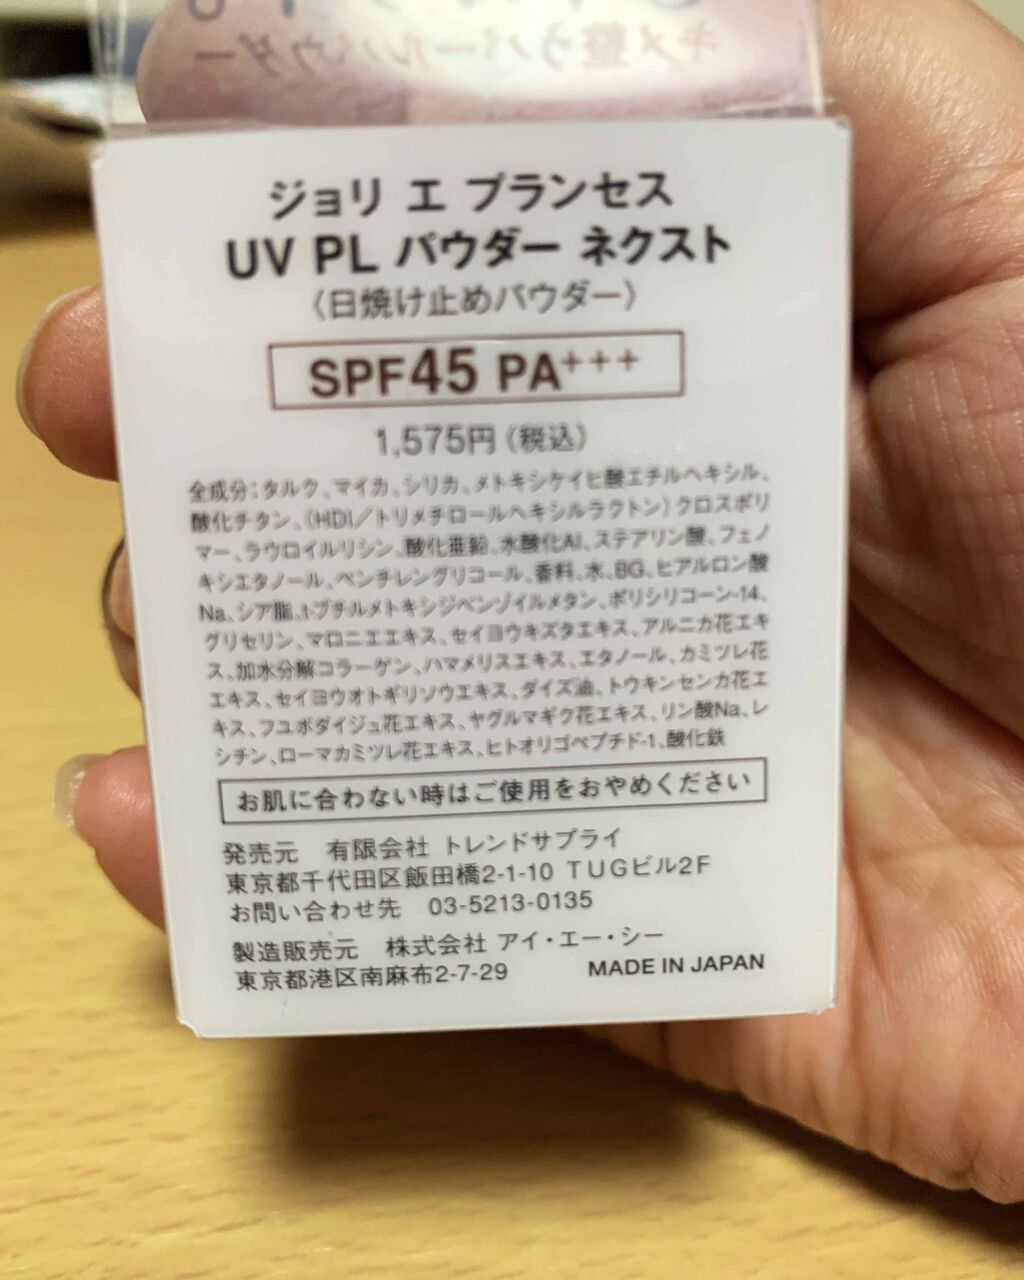 キメ整うパールパウダー
ジョリ エ プランセス
UV PL パウダー ネクスト
〈日焼け止めパウダー〉
SPF45 PA+++
1,575円（税込）
全成分：タルク、マイカ、シリカ、メトキシケイヒ酸エチルヘキシル、
酸化チタン、（HDI／トリメチロールヘキシルラクトン）クロスポリ
マー、ラウロイルリシン、酸化亜鉛、水酸化Al、ステアリン酸、フェノ
キシエタノール、ペンチレングリコール、香料、水、BG、ヒアルロン酸
Na、シア脂、t-ブチルメトキシジベンゾイルメタン、ポリシリコーン-14、
グリセリン、マロニエエキス、セイヨウキズタエキス、アルニカ花エキ
ス、加水分解コラーゲン、ハマメリスエキス、エタノール、カミツレ花
エキス、セイヨウオトギリソウエキス、ダイズ油、トウキンセンカ花エ
キス、フユボダイジュ花エキス、ヤグルマギク花エキス、リン酸Na、レ
シチン、ローマカミツレ花エキス、ヒトオリゴペプチド-1、酸化鉄
お肌に合わない時はご使用をおやめください
発売元　有限会社 トレンドサプライ
東京都千代田区飯田橋2-1-10 TUGビル2F
お問い合わせ先　03-5213-0135
製造販売元　株式会社 アイ・エー・シー
東京都港区南麻布2-7-29　MADE IN JAPAN